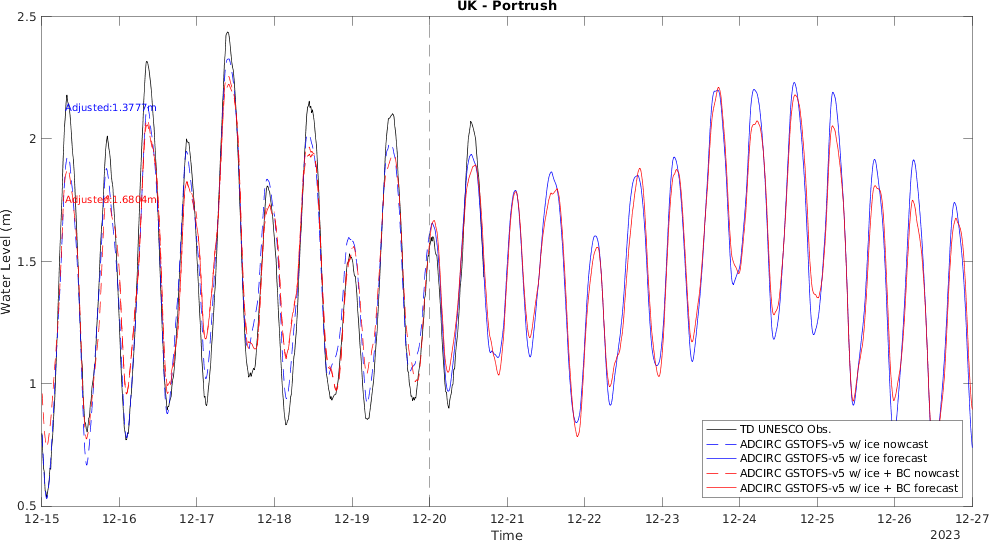 UK - Portrush
2.5
2
1.5
1
0.5
Water Level (m)
Adjusted:1.3777m
Adjusted:1.6804m
TD UNESCO Obs.
ADCIRC GSTOFS-v5 w/ ice nowcast
ADCIRC GSTOFS-v5 w/ ice forecast
ADCIRC GSTOFS-v5 w/ ice + BC nowcast
ADCIRC GSTOFS-v5 w/ ice + BC forecast
12-15 12-16 12-17 12-18 12-19 12-20 12-21 12-22 12-23 12-24 12-25 12-26 12-27
Time
2023